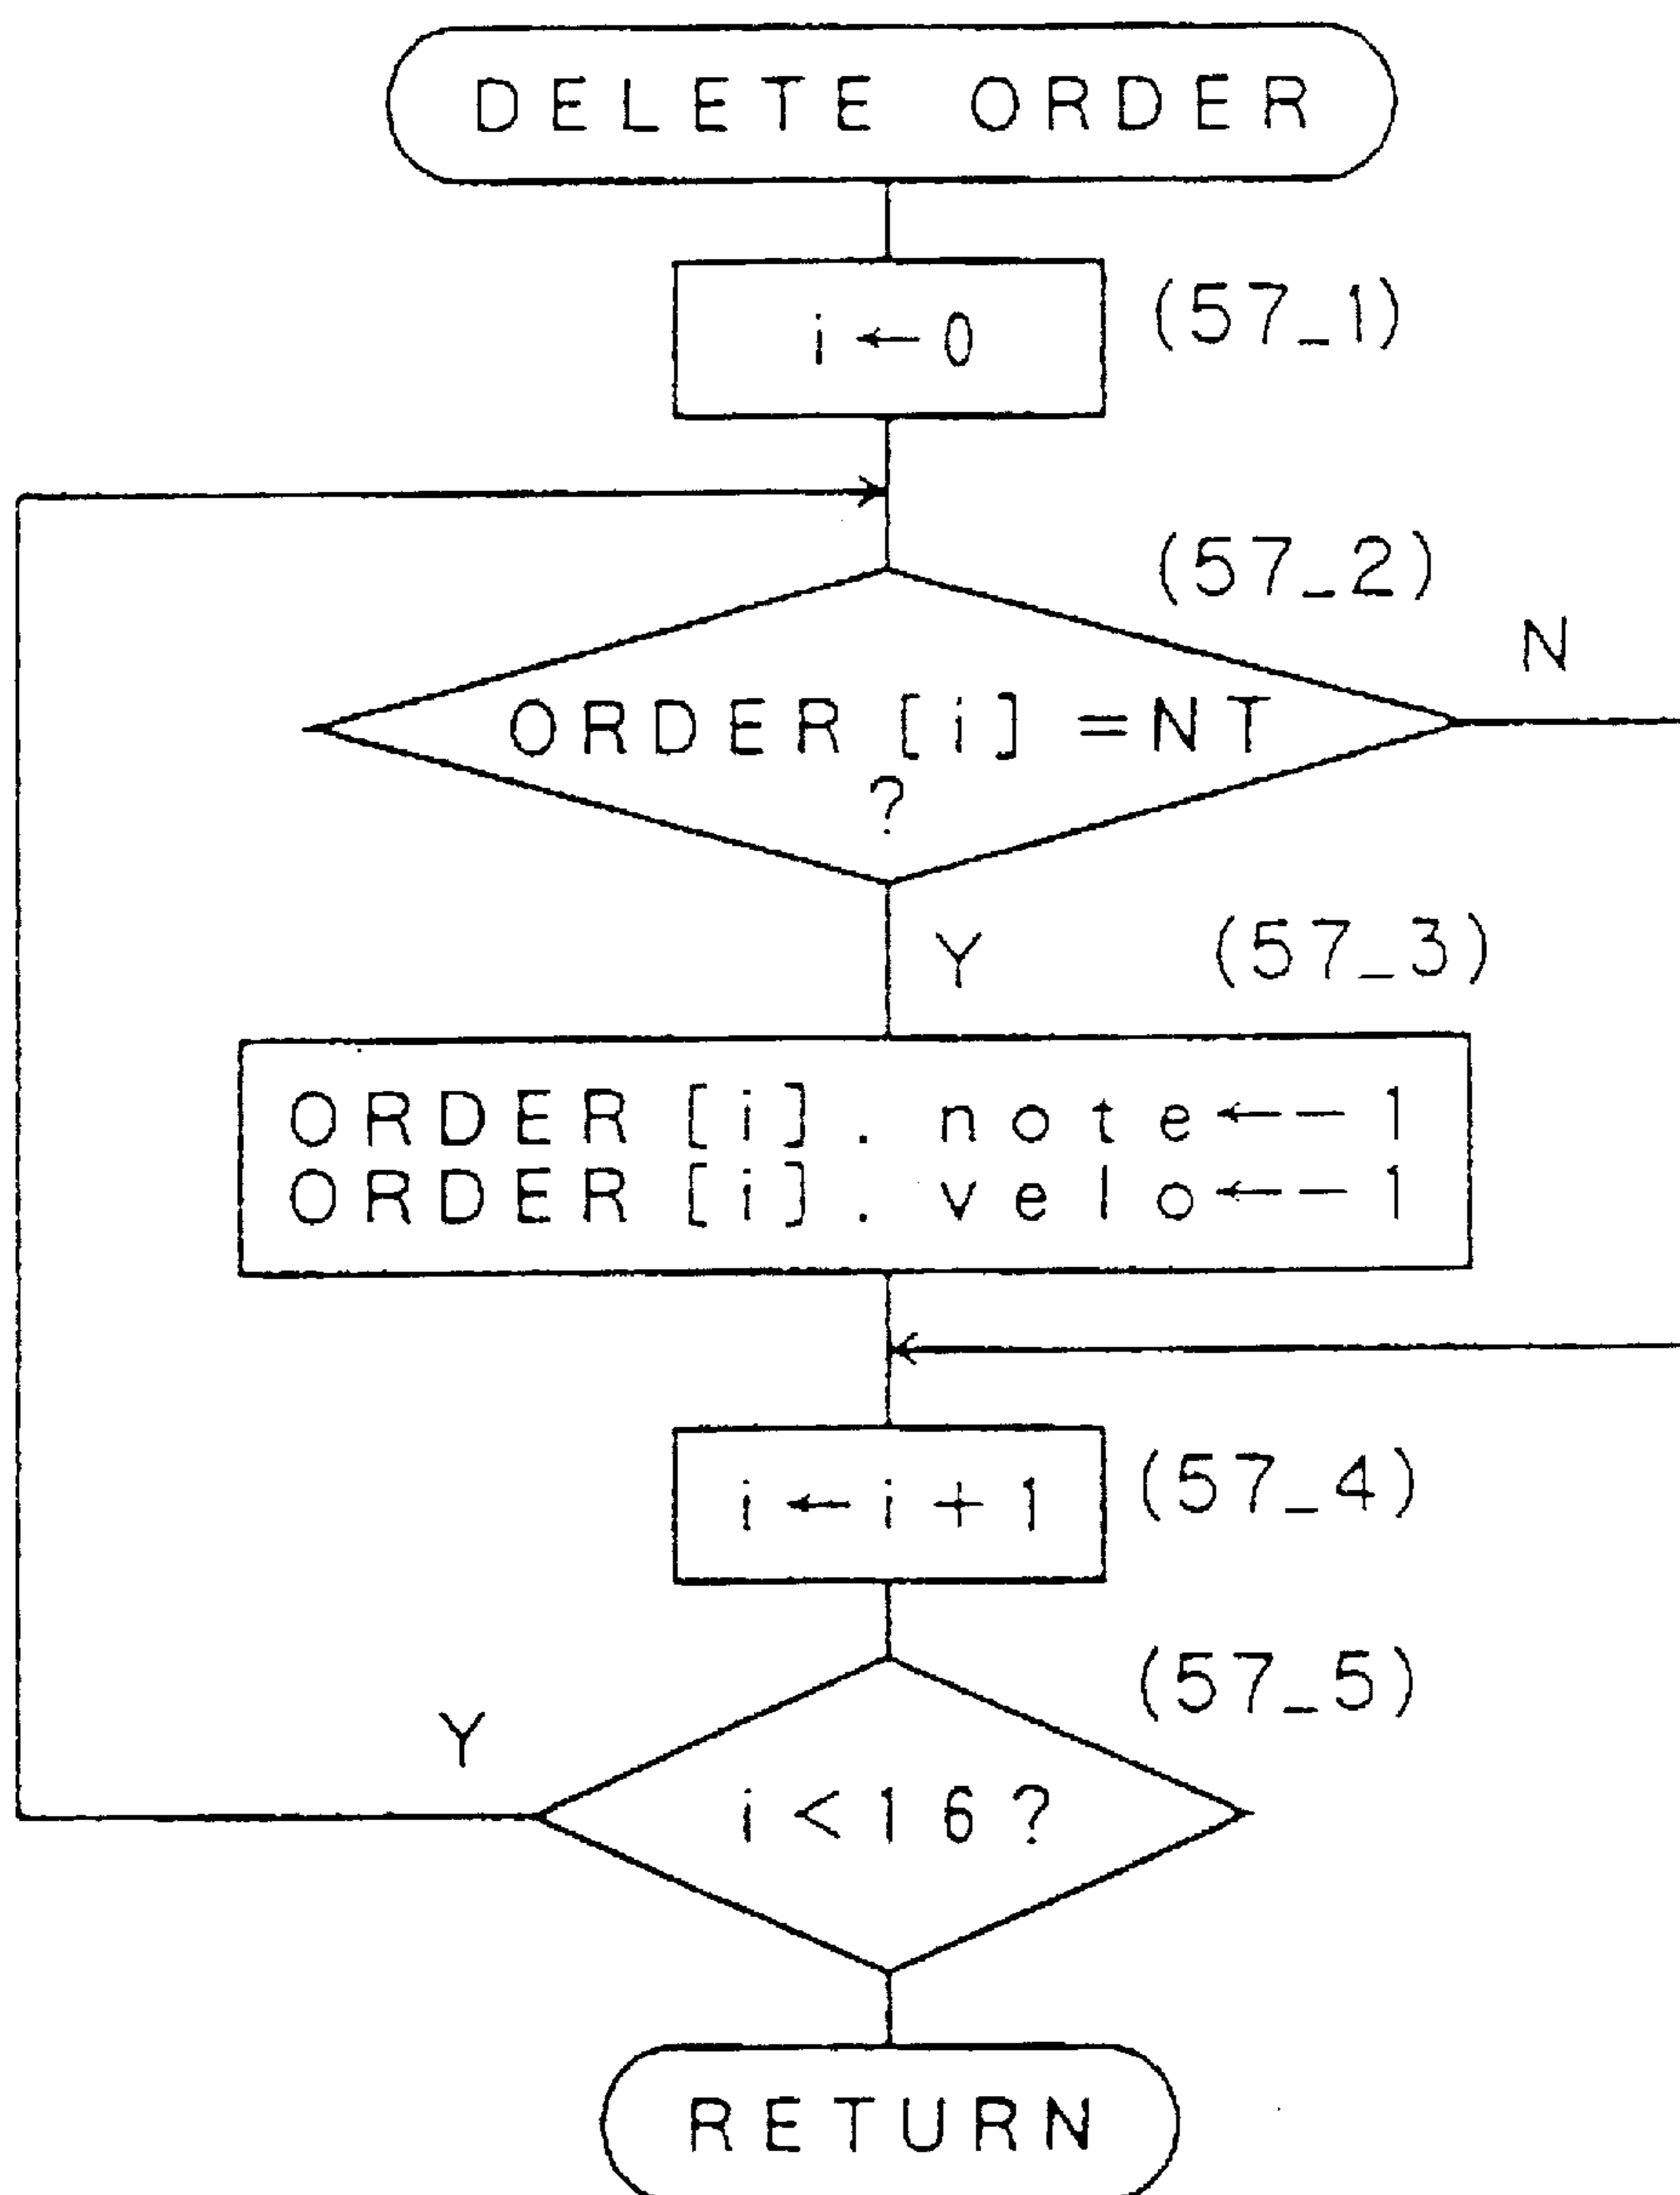 DELETE ORDER
(57_1)
i←0
(57_2)
N
ORDER[i]=NT
?
Y
(57_3)
ORDER[i].note←-1
ORDER[i].velo←-1
i←i+1
(57_4)
(57_5)
Y
i<16?
RETURN